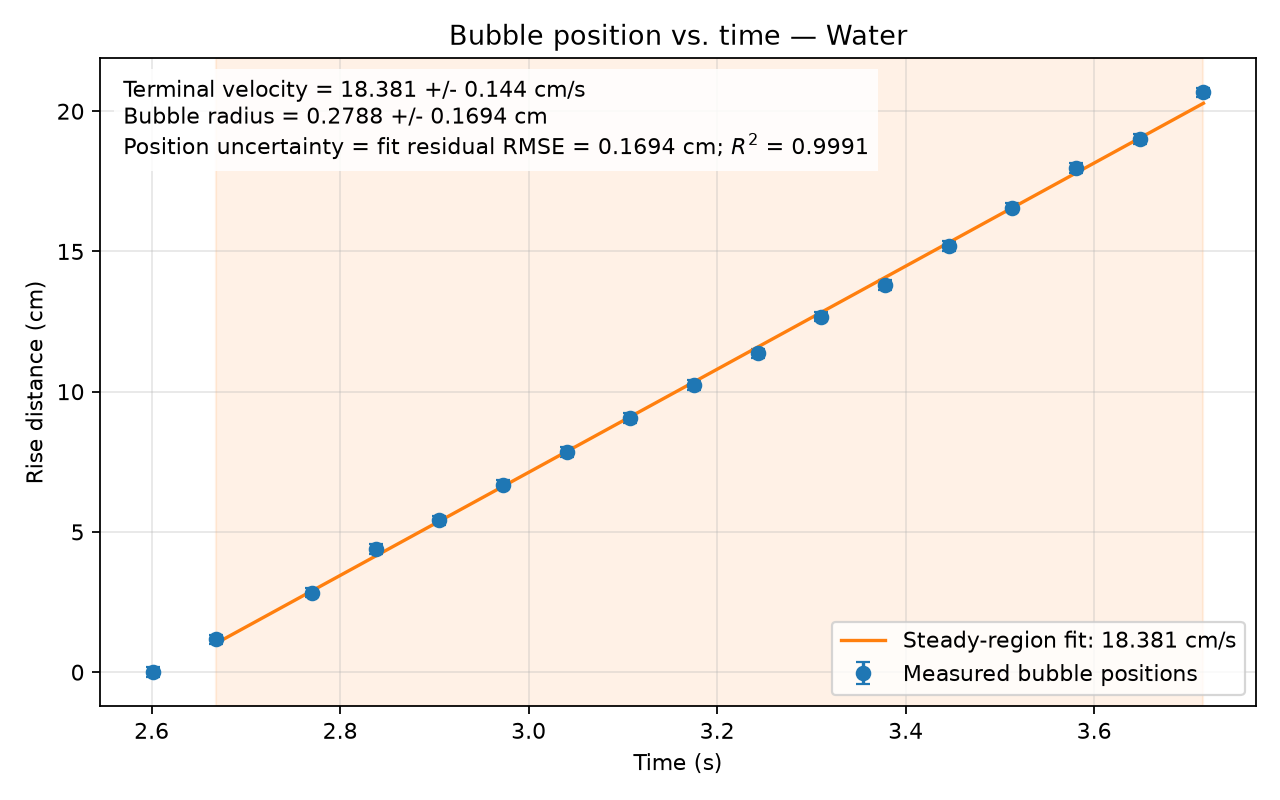 Bubble position vs. time — Water
Terminal velocity = 18.381 +/- 0.144 cm/s
Bubble radius = 0.2788 +/- 0.1694 cm
Position uncertainty = fit residual RMSE = 0.1694 cm; R² = 0.9991
Rise distance (cm)
20
15
10
5
0
Steady-region fit: 18.381 cm/s
Measured bubble positions
2.6 2.8 3.0 3.2 3.4 3.6
Time (s)